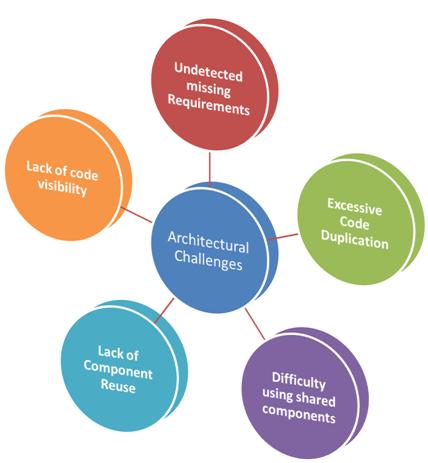 Undetected
missing
Requirements
Lack of code
visibility
Excessive
Code
Duplication
Architectural
Challenges
Lack of
Component
Reuse
Difficulty
using shared
components